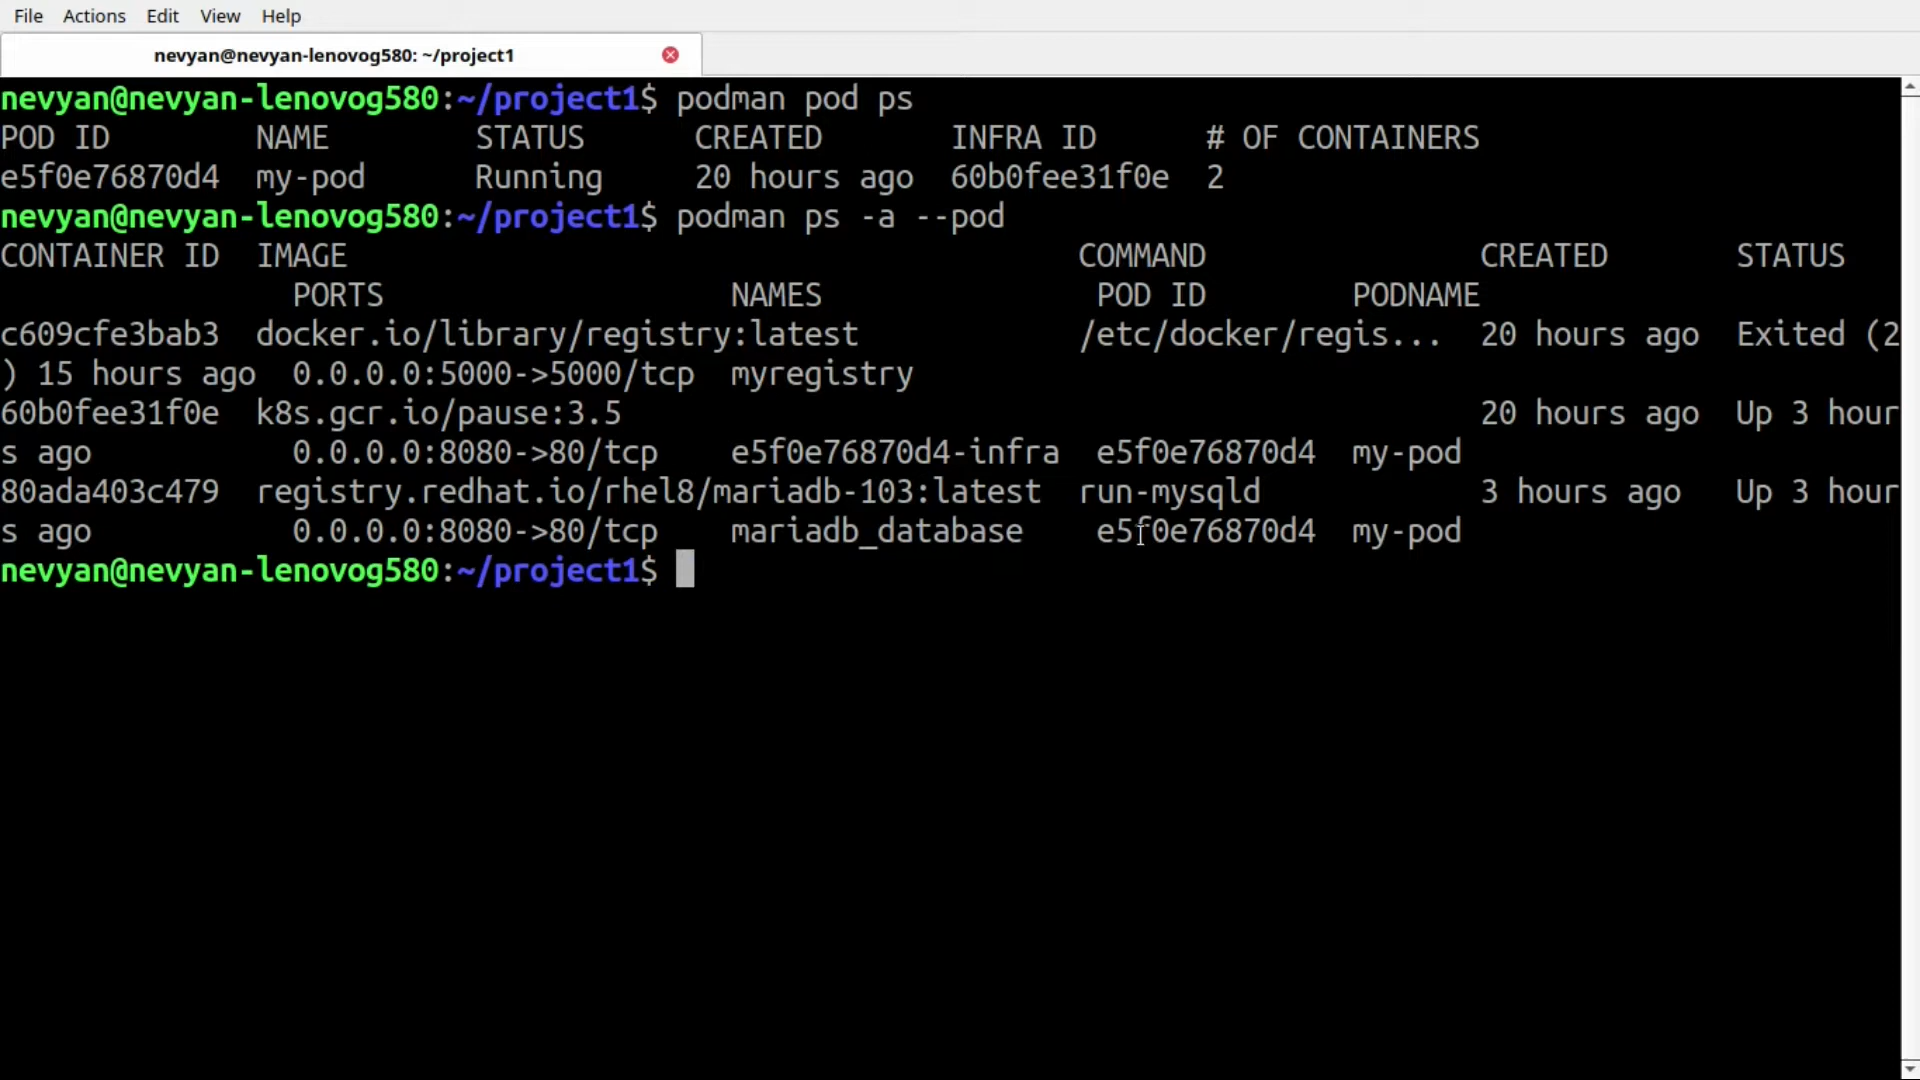 File Actions Edit View Help
nevyan@nevyan-lenovog580: ~/project1
nevyan@nevyan-lenovog580:~/project1$ podman pod ps
POD ID NAME STATUS CREATED INFRA ID # OF CONTAINERS
e5f0e76870d4 my-pod Running 20 hours ago 60b0fee31f0e 2
nevyan@nevyan-lenovog580:~/project1$ podman ps -a --pod
CONTAINER ID IMAGE COMMAND CREATED STATUS
PORTS NAMES POD ID PODNAME
c609cfe3bab3 docker.io/library/registry:latest /etc/docker/regis... 20 hours ago Exited (2
) 15 hours ago 0.0.0.0:5000->5000/tcp myregistry
60b0fee31f0e k8s.gcr.io/pause:3.5 20 hours ago Up 3 hour
s ago 0.0.0.0:8080->80/tcp e5f0e76870d4-infra e5f0e76870d4 my-pod
80ada403c479 registry.redhat.io/rhel8/mariadb-103:latest run-mysqld 3 hours ago Up 3 hour
s ago 0.0.0.0:8080->80/tcp mariadb_database e5f0e76870d4 my-pod
nevyan@nevyan-lenovog580:~/project1$